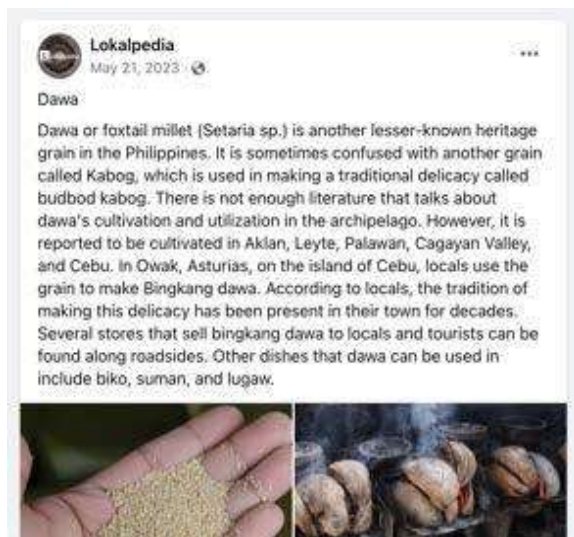 Lokalpedia
May 21, 2023
Dawa
Dawa or foxtail millet (Setaria sp.) is another lesser-known heritage
grain in the Philippines. It is sometimes confused with another grain
called Kabog, which is used in making a traditional delicacy called
budbod kabog. There is not enough literature that talks about
dawa's cultivation and utilization in the archipelago. However, it is
reported to be cultivated in Aklan, Leyte, Palawan, Cagayan Valley,
and Cebu. In Owak, Asturias, on the island of Cebu, locals use the
grain to make Bingkang dawa. According to locals, the tradition of
making this delicacy has been present in their town for decades.
Several stores that sell bingkang dawa to locals and tourists can be
found along roadsides. Other dishes that dawa can be used in
include biko, suman, and lugaw.